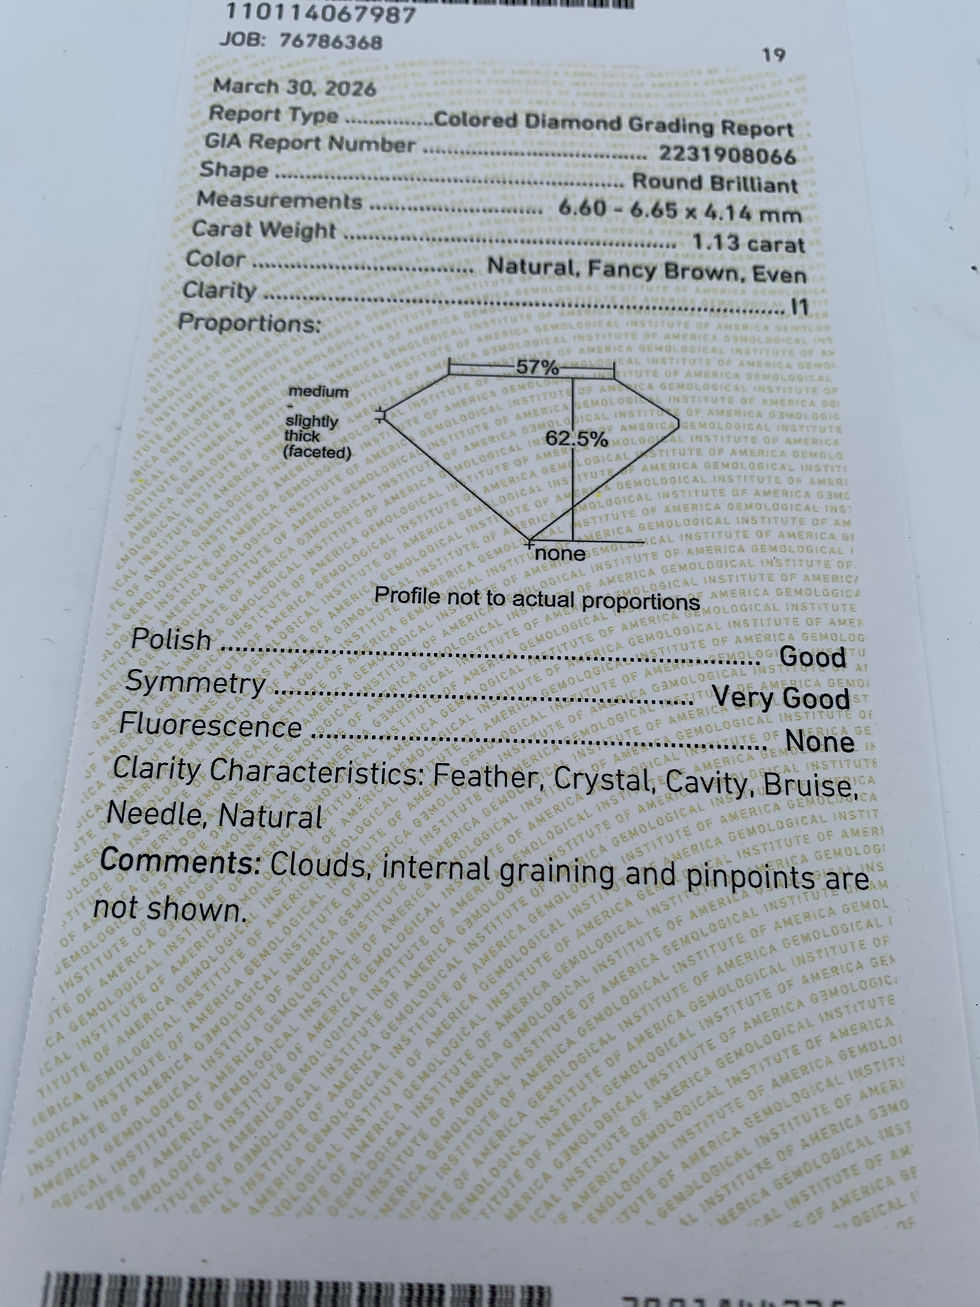 110114067987
JOB: 76786368
19
March 30, 2026
Report Type ...............Colored Diamond Grading Report
GIA Report Number ........................................ 2231908066
Shape .............................................................. Round Brilliant
Measurements .............................. 6.60 - 6.65 x 4.14 mm
Carat Weight ........................................................... 1.13 carat
Color ....................................... Natural, Fancy Brown, Even
Clarity .................................................................................. I1
Proportions:
57%
medium
-
slightly
thick
(faceted)
62.5%
none
Profile not to actual proportions
Polish ..................................................................... Good
Symmetry ..................................................... Very Good
Fluorescence .......................................................... None
Clarity Characteristics: Feather, Crystal, Cavity, Bruise,
Needle, Natural
Comments: Clouds, internal graining and pinpoints are
not shown.